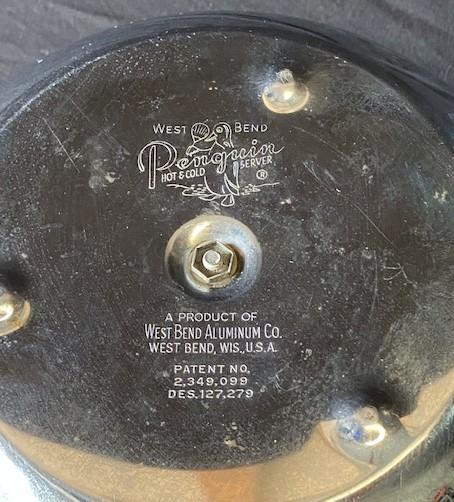 WEST BEND
Penguin
HOT & COLD SERVER
®
A PRODUCT OF
WEST BEND ALUMINUM CO.
WEST BEND, WIS., U.S.A.
PATENT NO.
2,349,099
DES. 127,279